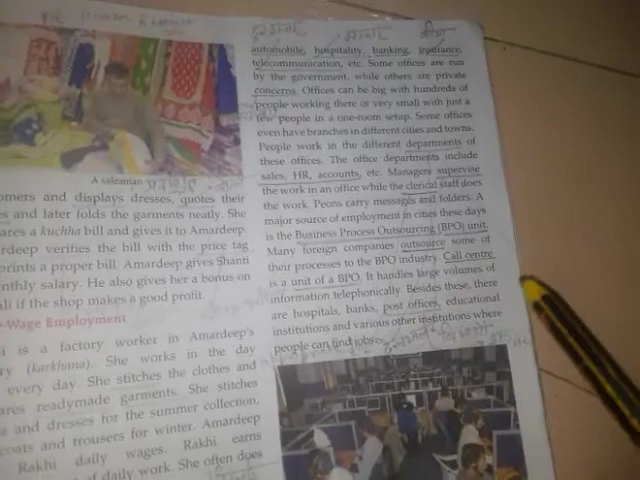 A salesman
omers and displays dresses, quotes their
es and later folds the garments neatly. She
ares a kuchha bill and gives it to Amardeep.
rdeep verifies the bill with the price tag
prints a proper bill. Amardeep gives Shanti
nthly salary. He also gives her a bonus on
ali if the shop makes a good profit.
-Wage Employment
i is a factory worker in Amardeep's
ry (karkhana). She works in the day
every day. She stitches the clothes and
ares readymade garments. She stitches
and dresses for the summer collection,
coats and trousers for winter. Amardeep
Rakhi daily wages. Rakhi earns
of daily work. She often does
automobile, hospitality, banking, insurance,
telecommunication, etc. Some offices are run
by the government, while others are private
concerns. Offices can be big with hundreds of
people working there or very small with just a
few people in a one-room setup. Some offices
even have branches in different cities and towns.
People work in the different departments of
these offices. The office departments include
sales, HR, accounts, etc. Managers supervise
the work in an office while the clerical staff does
the work. Peons carry messages and folders. A
major source of employment in cities these days
is the Business Process Outsourcing (BPO) unit.
Many foreign companies outsource some of
their processes to the BPO industry. Call centre
is a unit of a BPO. It handles large volumes of
information telephonically. Besides these, there
are hospitals, banks, post offices, educational
institutions and various other institutions where
people can find jobs.